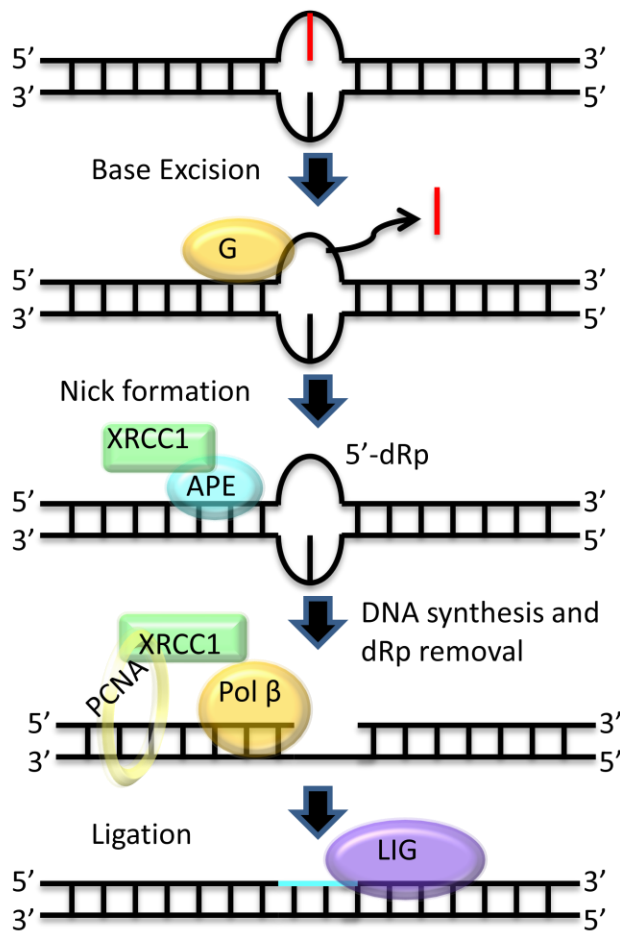 5’ 3’
3’ 5’
Base Excision
G
5’ 3’
3’ 5’
Nick formation
XRCC1
5’-dRp
APE
5’ 3’
3’ 5’
DNA synthesis and
dRp removal
XRCC1
PCNA
Pol β
5’ 3’
3’ 5’
Ligation
LIG
5’ 3’
3’ 5’